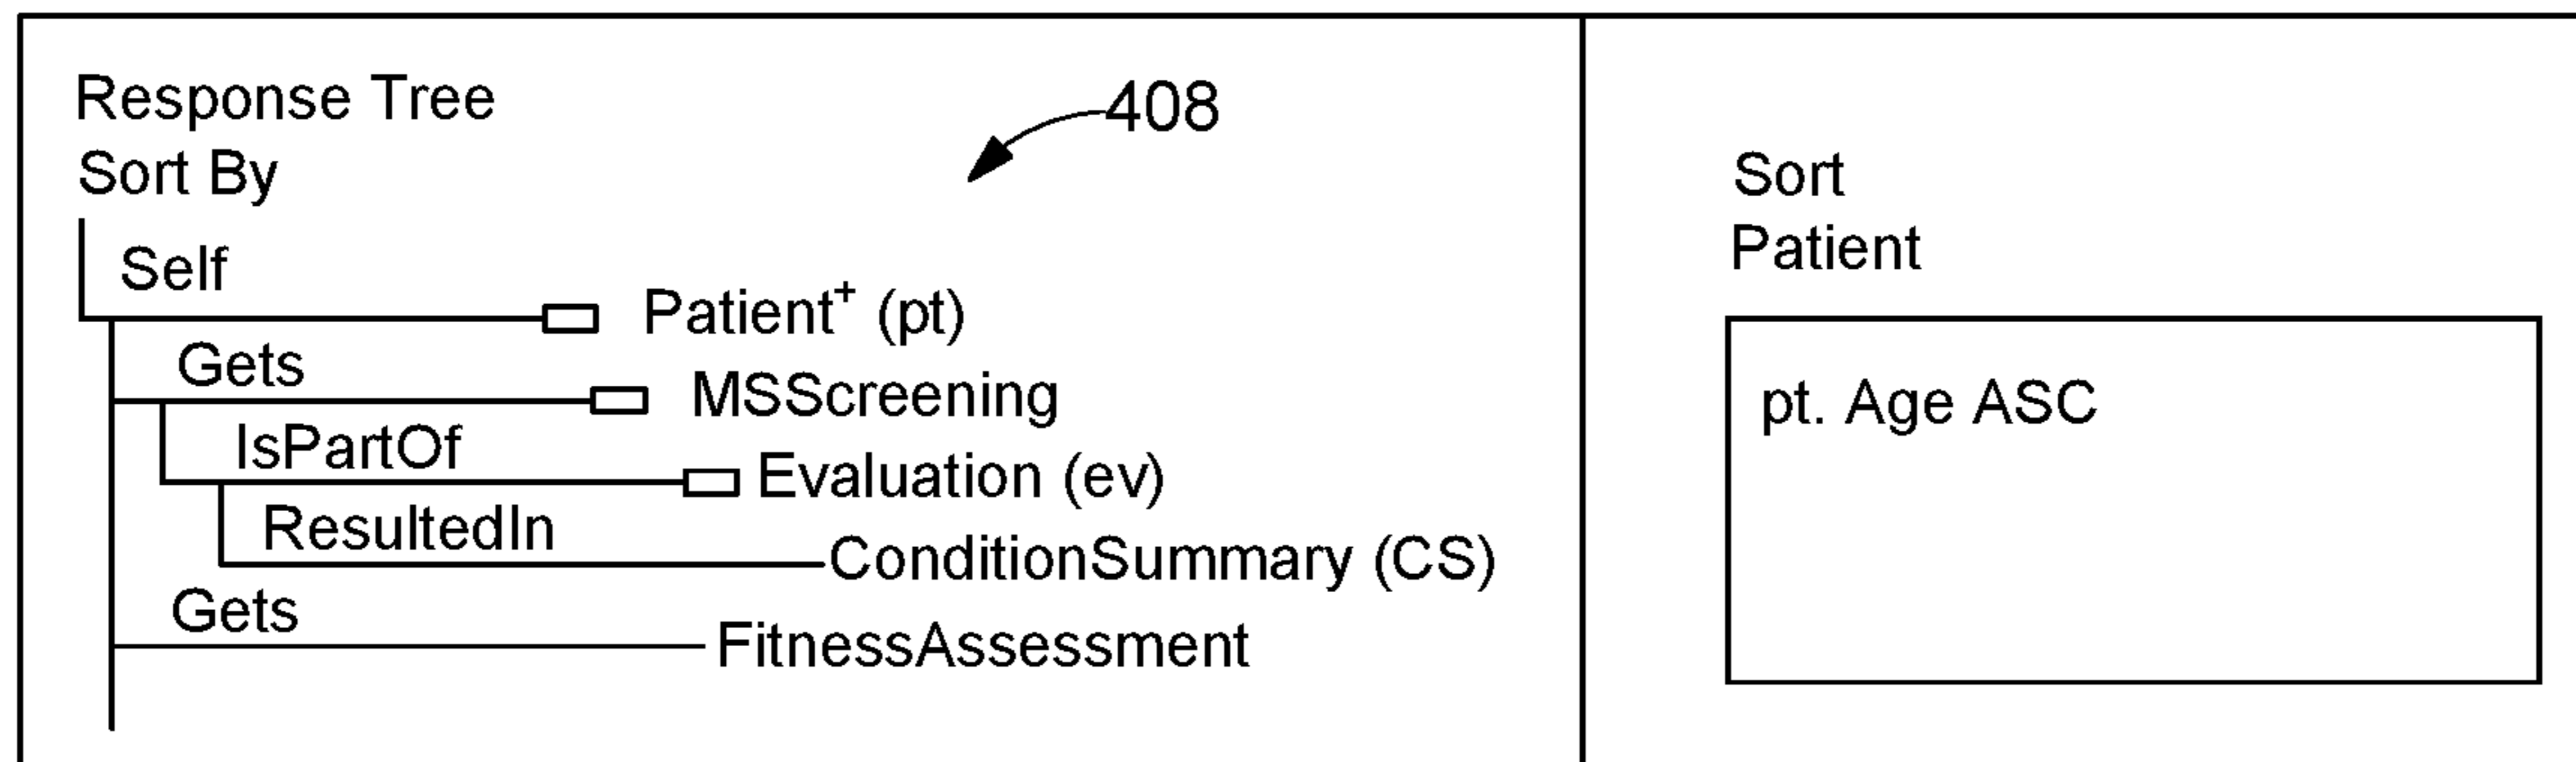 Response Tree
408
Sort By
Self
Patient+ (pt)
Gets
MSScreening
IsPartOf
Evaluation (ev)
ResultedIn
ConditionSummary (CS)
Gets
FitnessAssessment
Sort
Patient
pt. Age ASC